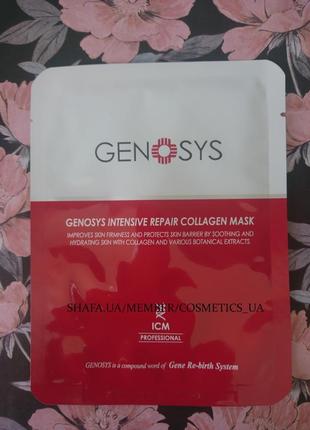 GENOSYS
GENOSYS INTENSIVE REPAIR COLLAGEN MASK
IMPROVES SKIN FIRMNESS AND PROTECTS SKIN BARRIER BY SOOTHING AND
HYDRATING SKIN WITH COLLAGEN AND VARIOUS BOTANICAL EXTRACTS.
SHAFA.UA/MEMBER/COSMETICS_UA
ICM
PROFESSIONAL
GENOSYS is a compound word of Gene Re-birth System